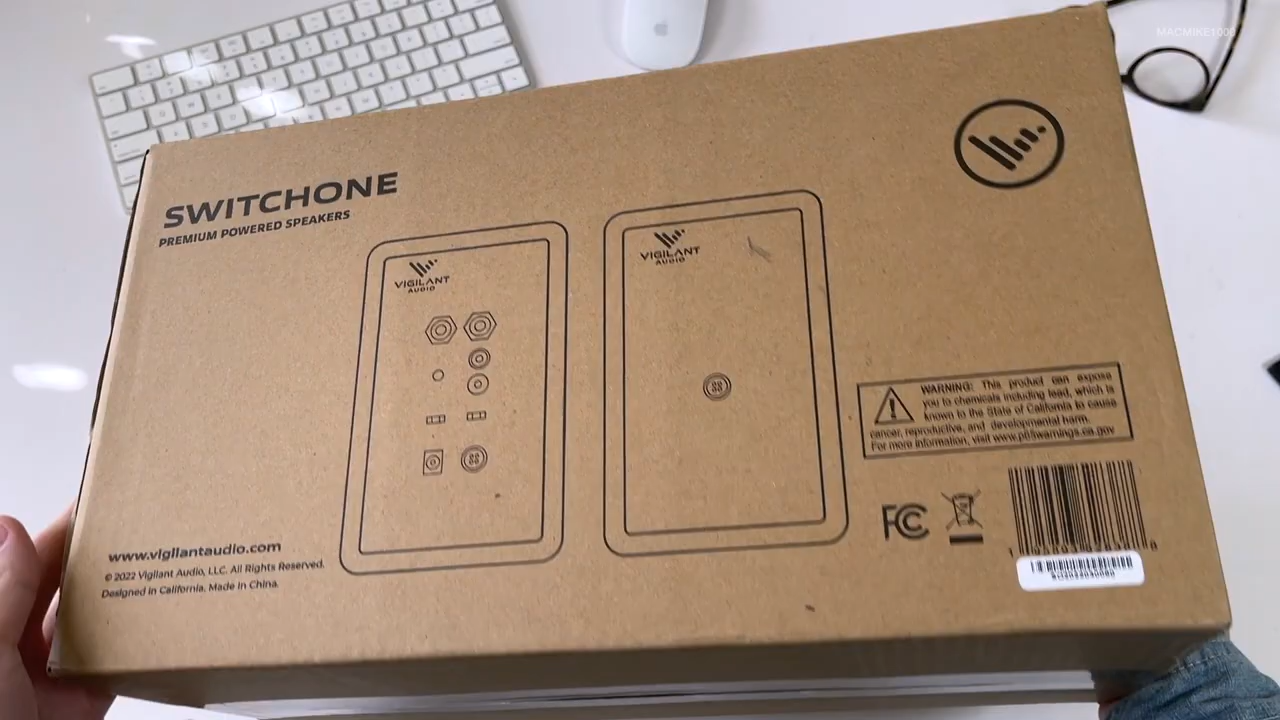 MACMIKE1000
SWITCHONE
PREMIUM POWERED SPEAKERS
VIGILANT
AUDIO
VIGILANT
AUDIO
WARNING: This product can expose
you to chemicals including lead, which is
known to the State of California to cause
cancer, reproductive, and developmental harm.
For more information, visit www.p65warnings.ca.gov
FC
www.vigilantaudio.com
© 2022 Vigilant Audio, LLC. All Rights Reserved.
Designed in California. Made in China.